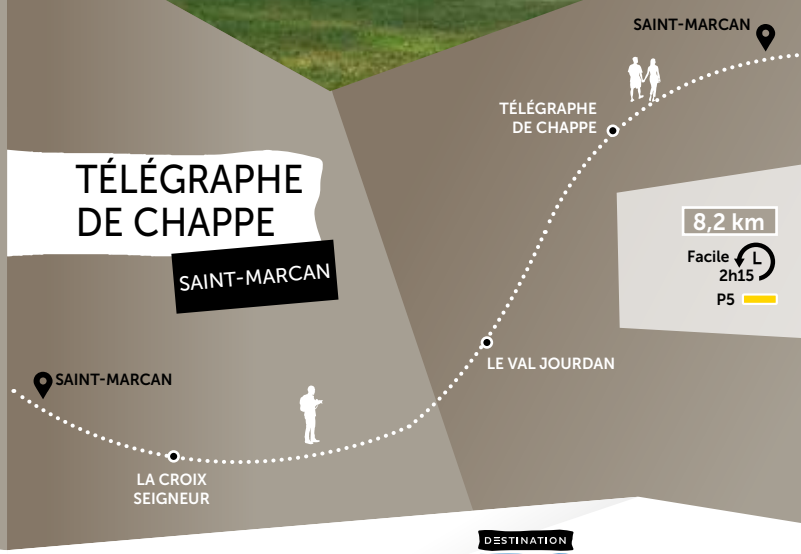 SAINT-MARCAN
TÉLÉGRAPHE
DE CHAPPE
TÉLÉGRAPHE
DE CHAPPE
SAINT-MARCAN
8,2 km
Facile
L
2h15
P5
LE VAL JOURDAN
SAINT-MARCAN
LA CROIX
SEIGNEUR
DESTINATION